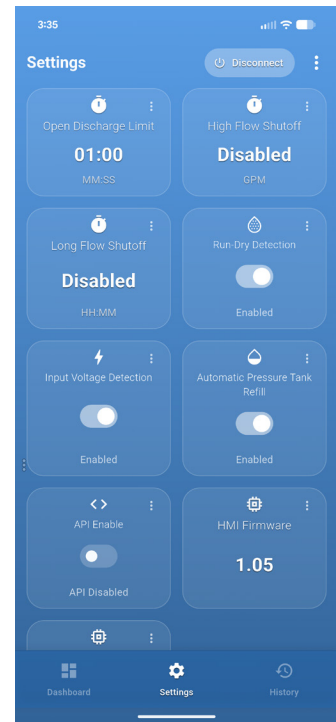 3:35
Settings
Disconnect
Open Discharge Limit
01:00
MM:SS
High Flow Shutoff
Disabled
GPM
Long Flow Shutoff
Disabled
HH:MM
Run-Dry Detection
Enabled
Input Voltage Detection
Enabled
Automatic Pressure Tank
Refill
Enabled
API Enable
API Disabled
HMI Firmware
1.05
Dashboard
Settings
History